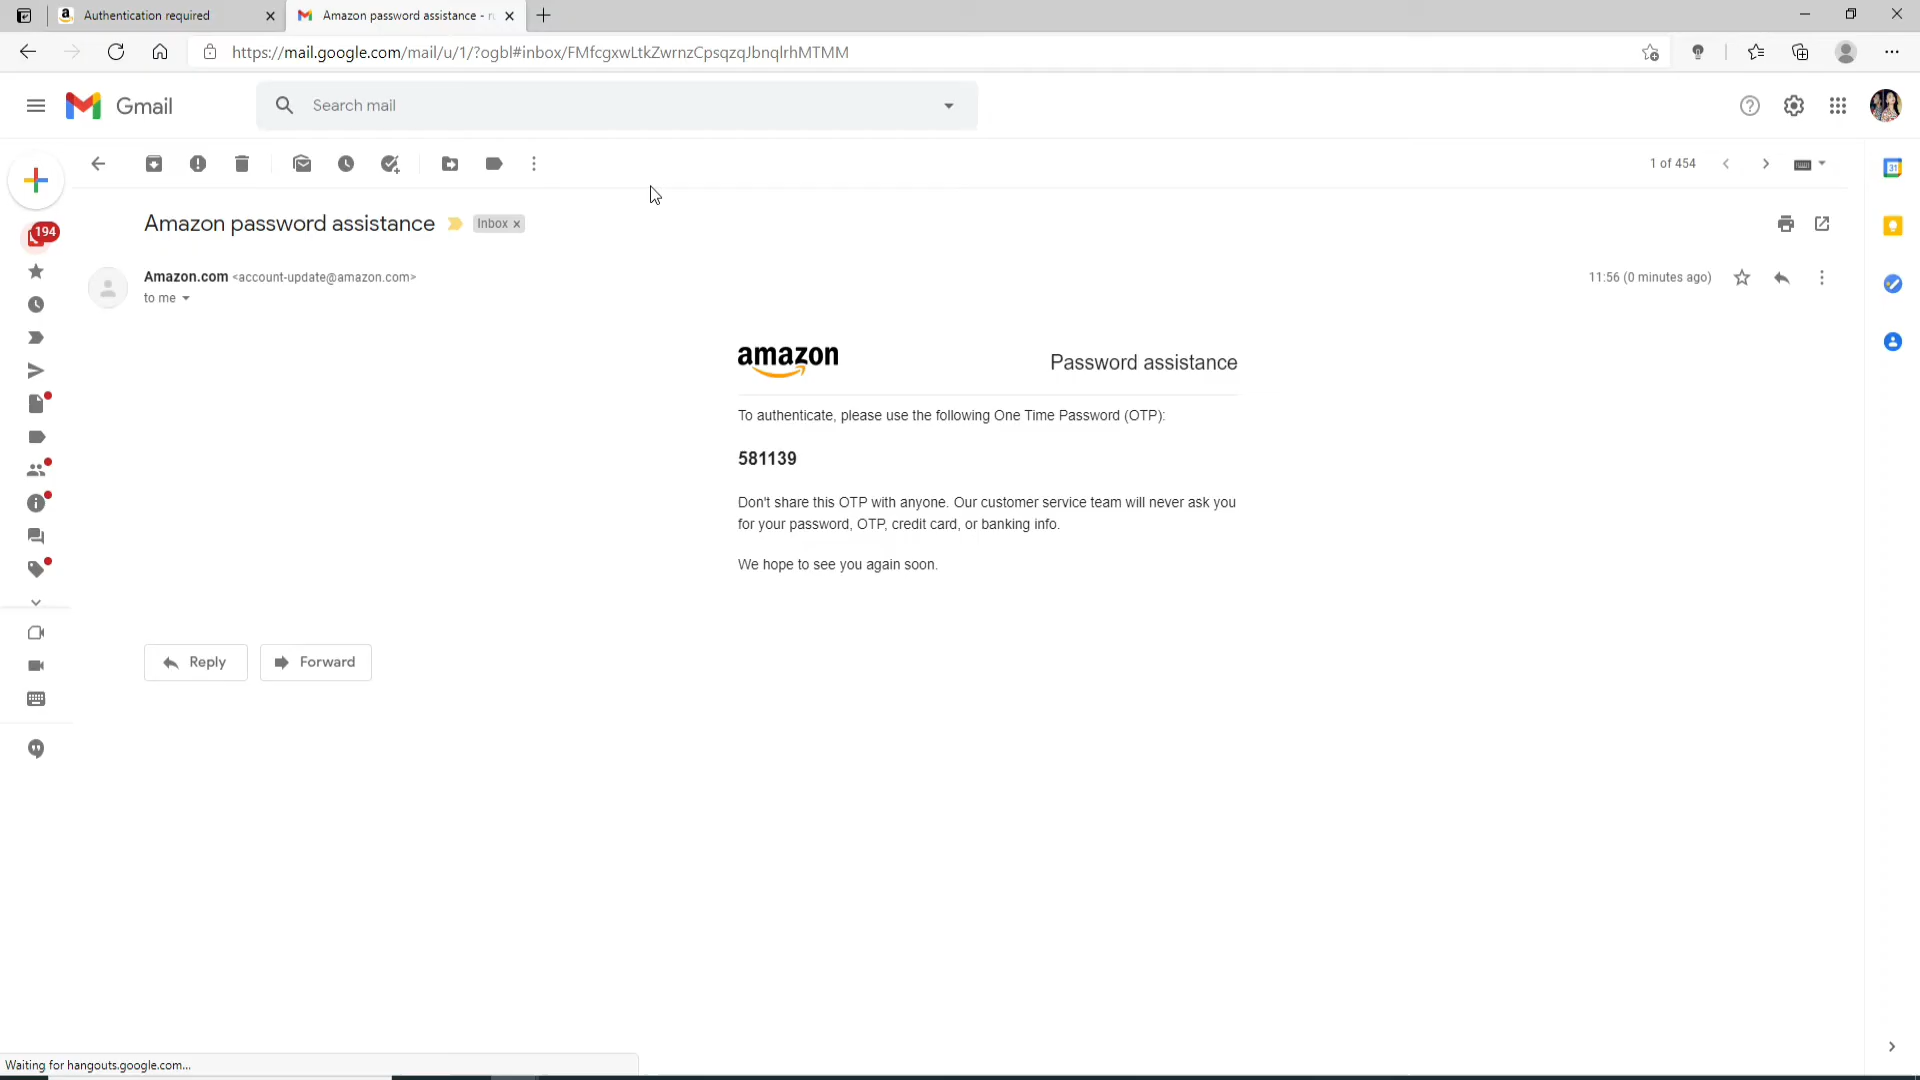 Authentication required
Amazon password assistance - r
https://mail.google.com/mail/u/1/?ogbl#inbox/FMfcgxwLtkZwrnzCpsqzqJbnqlrhMTMM
Gmail
Search mail
1 of 454
31
194
Amazon password assistance
Inbox x
Amazon.com <account-update@amazon.com>
11:56 (0 minutes ago)
to me
amazon
Password assistance
To authenticate, please use the following One Time Password (OTP):
581139
Don't share this OTP with anyone. Our customer service team will never ask you
for your password, OTP, credit card, or banking info.
We hope to see you again soon.
Reply
Forward
Waiting for hangouts.google.com...